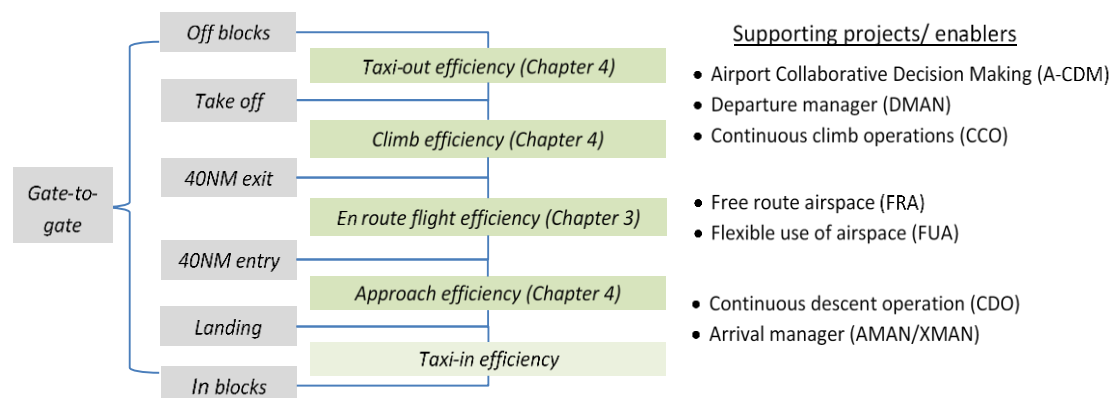 Off blocks
Supporting projects/ enablers
Taxi-out efficiency (Chapter 4)
• Airport Collaborative Decision Making (A-CDM)
Take off
• Departure manager (DMAN)
Climb efficiency (Chapter 4)
• Continuous climb operations (CCO)
40NM exit
Gate-to-
gate
• Free route airspace (FRA)
En route flight efficiency (Chapter 3)
• Flexible use of airspace (FUA)
40NM entry
Approach efficiency (Chapter 4)
• Continuous descent operation (CDO)
Landing
• Arrival manager (AMAN/XMAN)
Taxi-in efficiency
In blocks